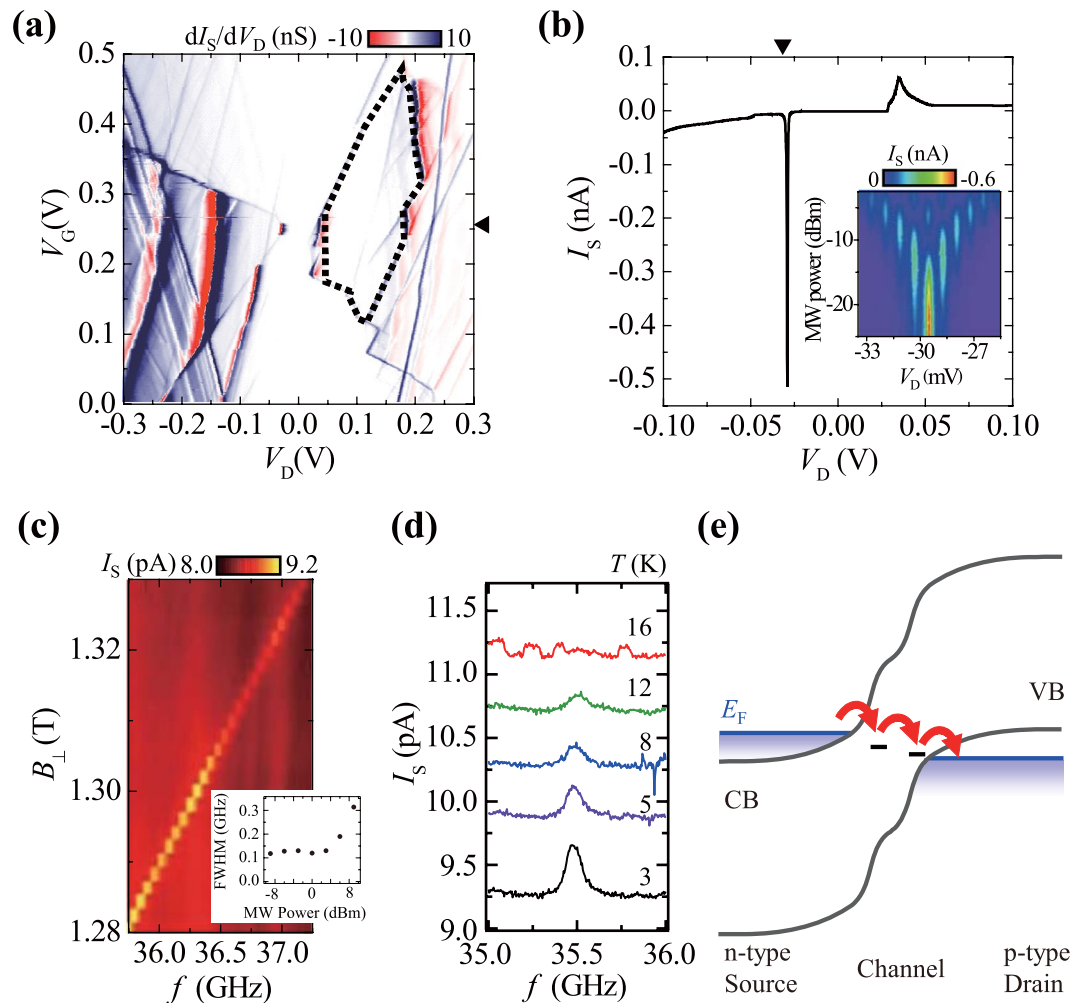 (a)
dI_S/dV_D (nS) -10 10
0.5
0.4
0.3
0.2
0.1
0.0
V_G(V)
-0.3 -0.2 -0.1 0.0 0.1 0.2 0.3
V_D(V)
(b)
0.1
0.0
-0.1
-0.2
-0.3
-0.4
-0.5
I_S (nA)
-0.10 -0.05 0.00 0.05 0.10
V_D (V)
I_S (nA)
0 -0.6
MW power (dBm)
-10
-20
-33 -30 -27
V_D (mV)
(c)
I_S (pA) 8.0 9.2
1.32
1.30
1.28
B_⊥ (T)
36.0 36.5 37.0
f (GHz)
FWHM (GHz)
0.3
0.2
0.1
0.0
-8 0 8
MW Power (dBm)
(d)
T (K)
11.5
11.0
10.5
10.0
9.5
9.0
I_S (pA)
16
12
8
5
3
35.0 35.5 36.0
f (GHz)
(e)
E_F
VB
CB
n-type
Source
Channel
p-type
Drain